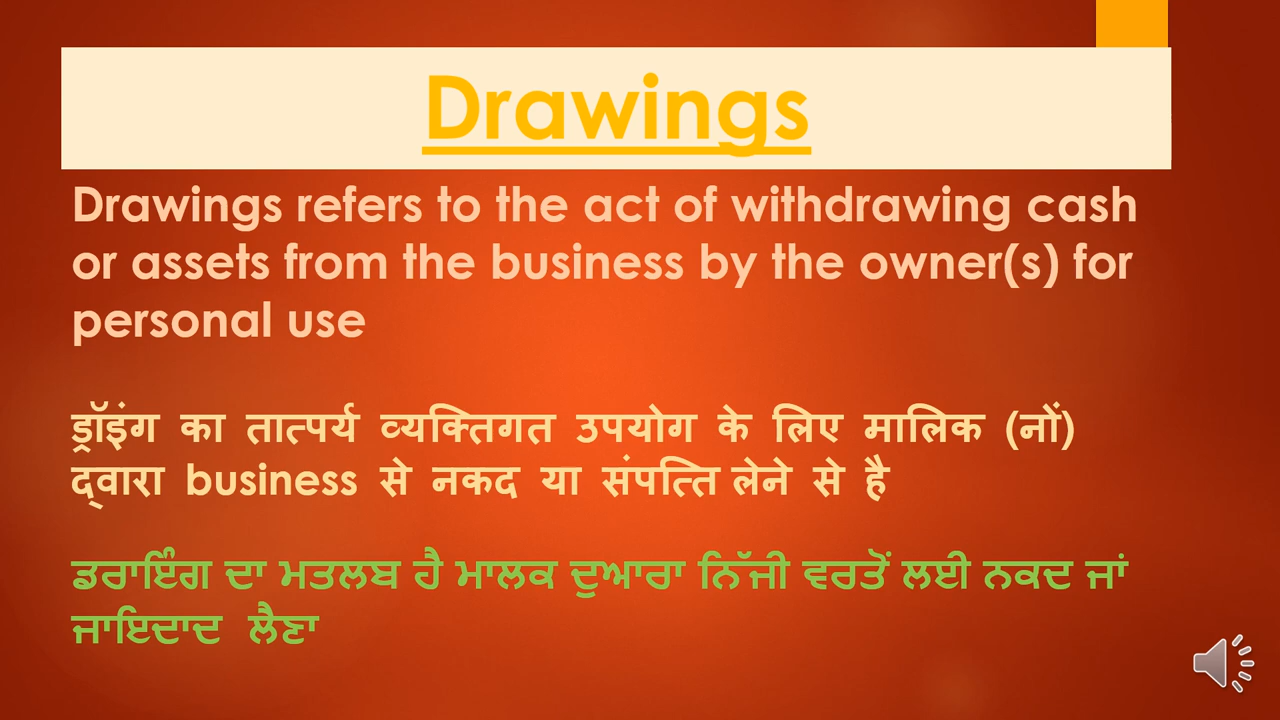 Drawings
Drawings refers to the act of withdrawing cash
or assets from the business by the owner(s) for
personal use
ड्रॉइंग का तात्पर्य व्यक्तिगत उपयोग के लिए मालिक (नों)
द्वारा business से नकद या संपत्ति लेने से है
ਡਰਾਇੰਗ ਦਾ ਮਤਲਬ ਹੈ ਮਾਲਕ ਦੁਆਰਾ ਨਿੱਜੀ ਵਰਤੋਂ ਲਈ ਨਕਦ ਜਾਂ
ਜਾਇਦਾਦ ਲੈਣਾ